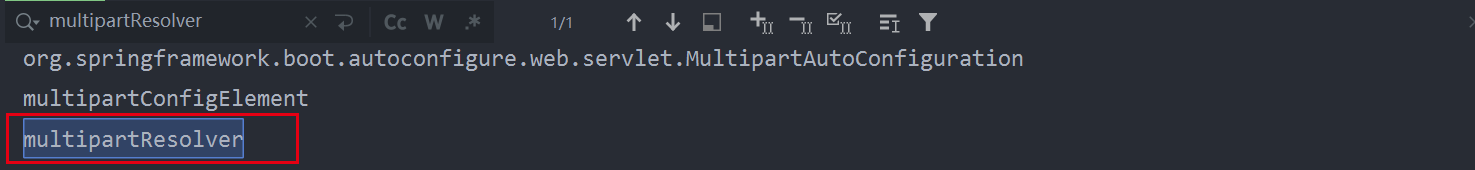 multipartResolver
Cc
W
.*
1/1
org.springframework.boot.autoconfigure.web.servlet.MultipartAutoConfiguration
multipartConfigElement
multipartResolver